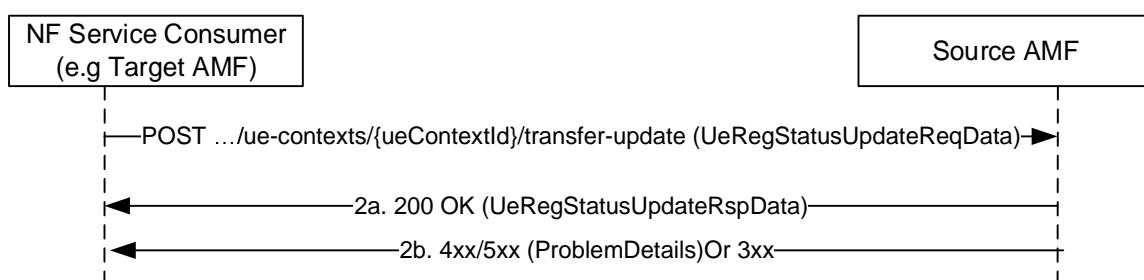 NF Service Consumer
(e.g Target AMF)
Source AMF
POST …/ue-contexts/{ueContextId}/transfer-update (UeRegStatusUpdateReqData)
2a. 200 OK (UeRegStatusUpdateRspData)
2b. 4xx/5xx (ProblemDetails)Or 3xx